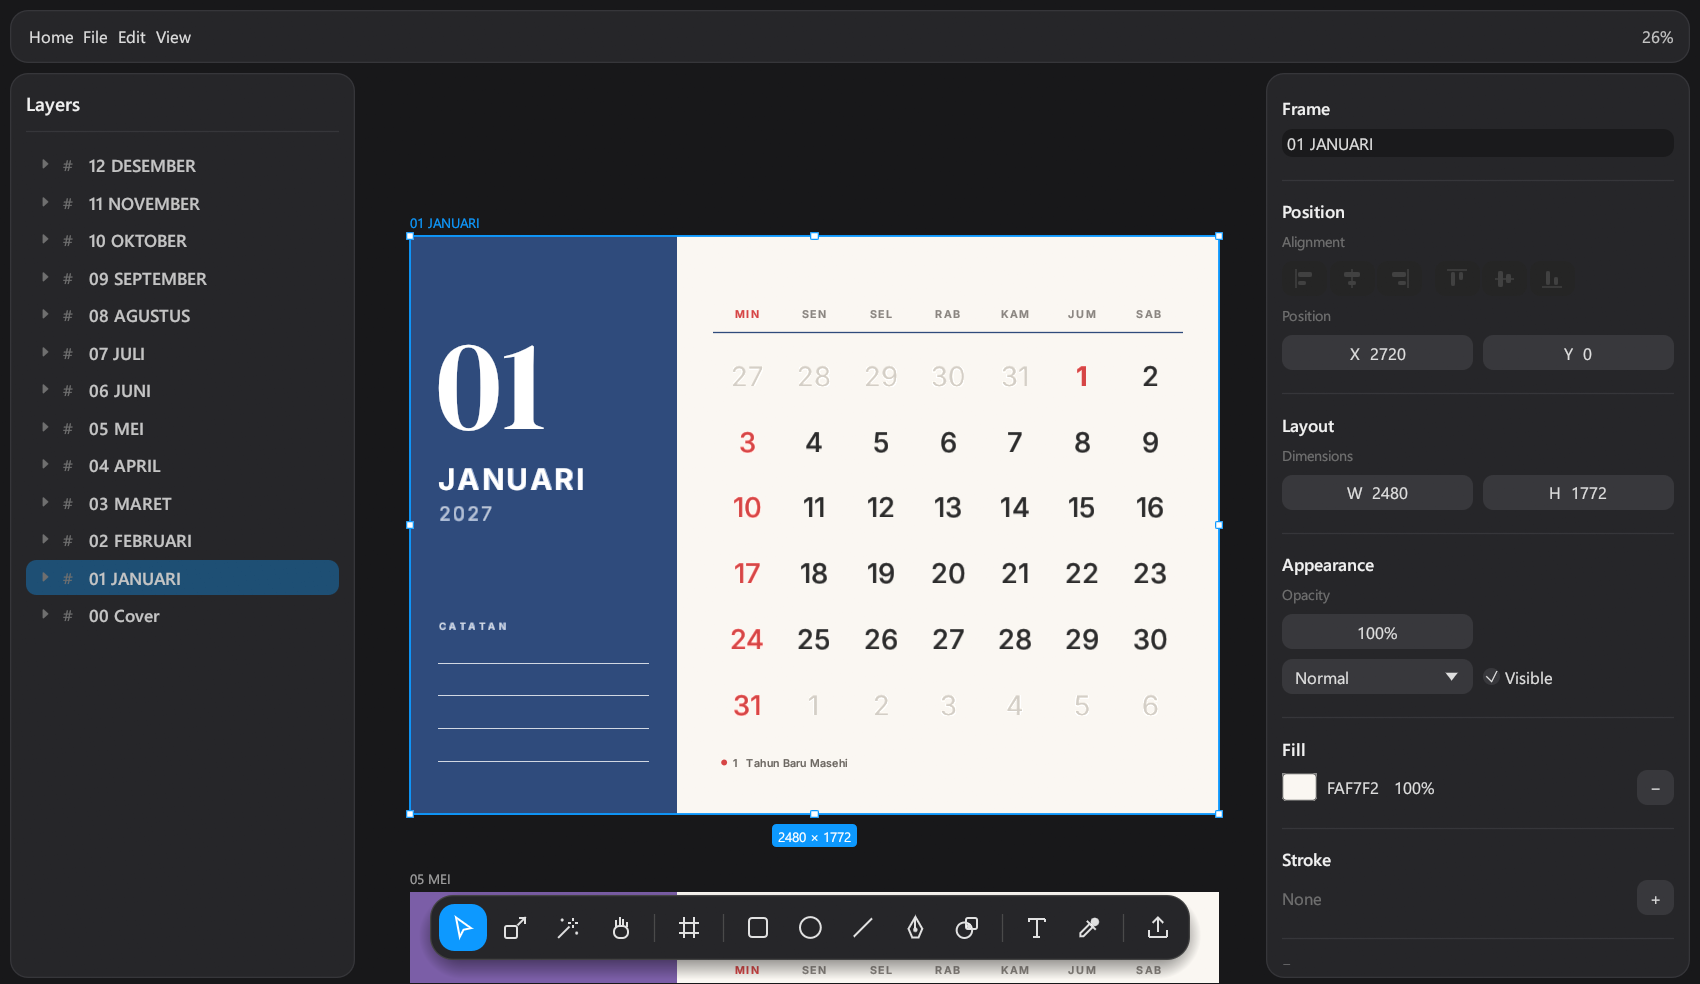 Home File Edit View
26%
Layers
# 12 DESEMBER
# 11 NOVEMBER
# 10 OKTOBER
# 09 SEPTEMBER
# 08 AGUSTUS
# 07 JULI
# 06 JUNI
# 05 MEI
# 04 APRIL
# 03 MARET
# 02 FEBRUARI
# 01 JANUARI
# 00 Cover
01 JANUARI
01
JANUARI
2027
CATATAN
MIN SEN SEL RAB KAM JUM SAB
27 28 29 30 31 1 2
3 4 5 6 7 8 9
10 11 12 13 14 15 16
17 18 19 20 21 22 23
24 25 26 27 28 29 30
31 1 2 3 4 5 6
1 Tahun Baru Masehi
2480 × 1772
05 MEI
MIN SEN SEL RAB KAM JUM SAB
Frame
01 JANUARI
Position
Alignment
Position
X 2720 Y 0
Layout
Dimensions
W 2480 H 1772
Appearance
Opacity
100%
Normal Visible
Fill
FAF7F2 100% −
Stroke
None +